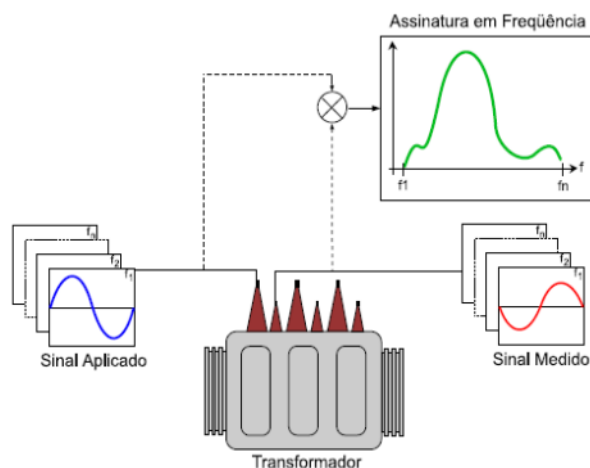 Assinatura em Freqüência
f
f1
fn
fn
f2
f1
Sinal Aplicado
fn
f2
f1
Sinal Medido
Transformador